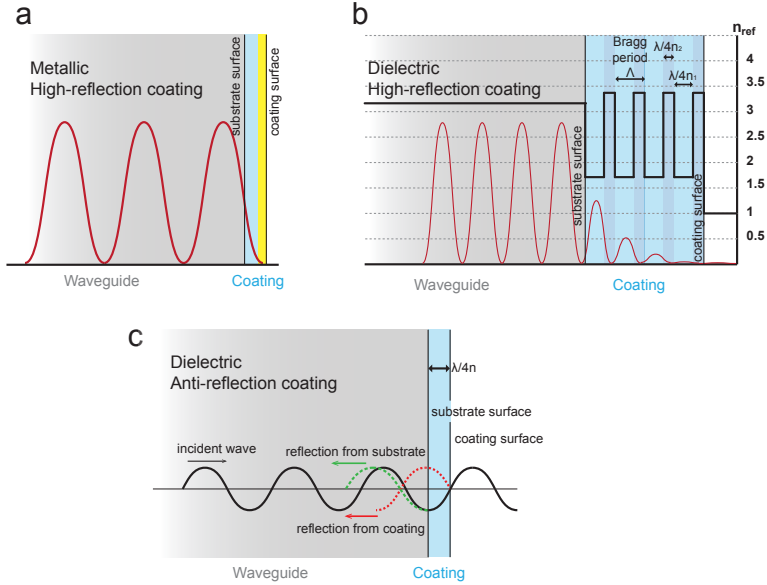 a
Metallic
High-reflection coating
substrate surface
coating surface
Waveguide
Coating
b
Dielectric
High-reflection coating
Bragg
period
Λ
λ/4n₂
λ/4n₁
n_ref
4
3.5
3
2.5
2
1.5
1
0.5
substrate surface
coating surface
Waveguide
Coating
c
Dielectric
Anti-reflection coating
λ/4n
substrate surface
coating surface
incident wave
reflection from substrate
reflection from coating
Waveguide
Coating